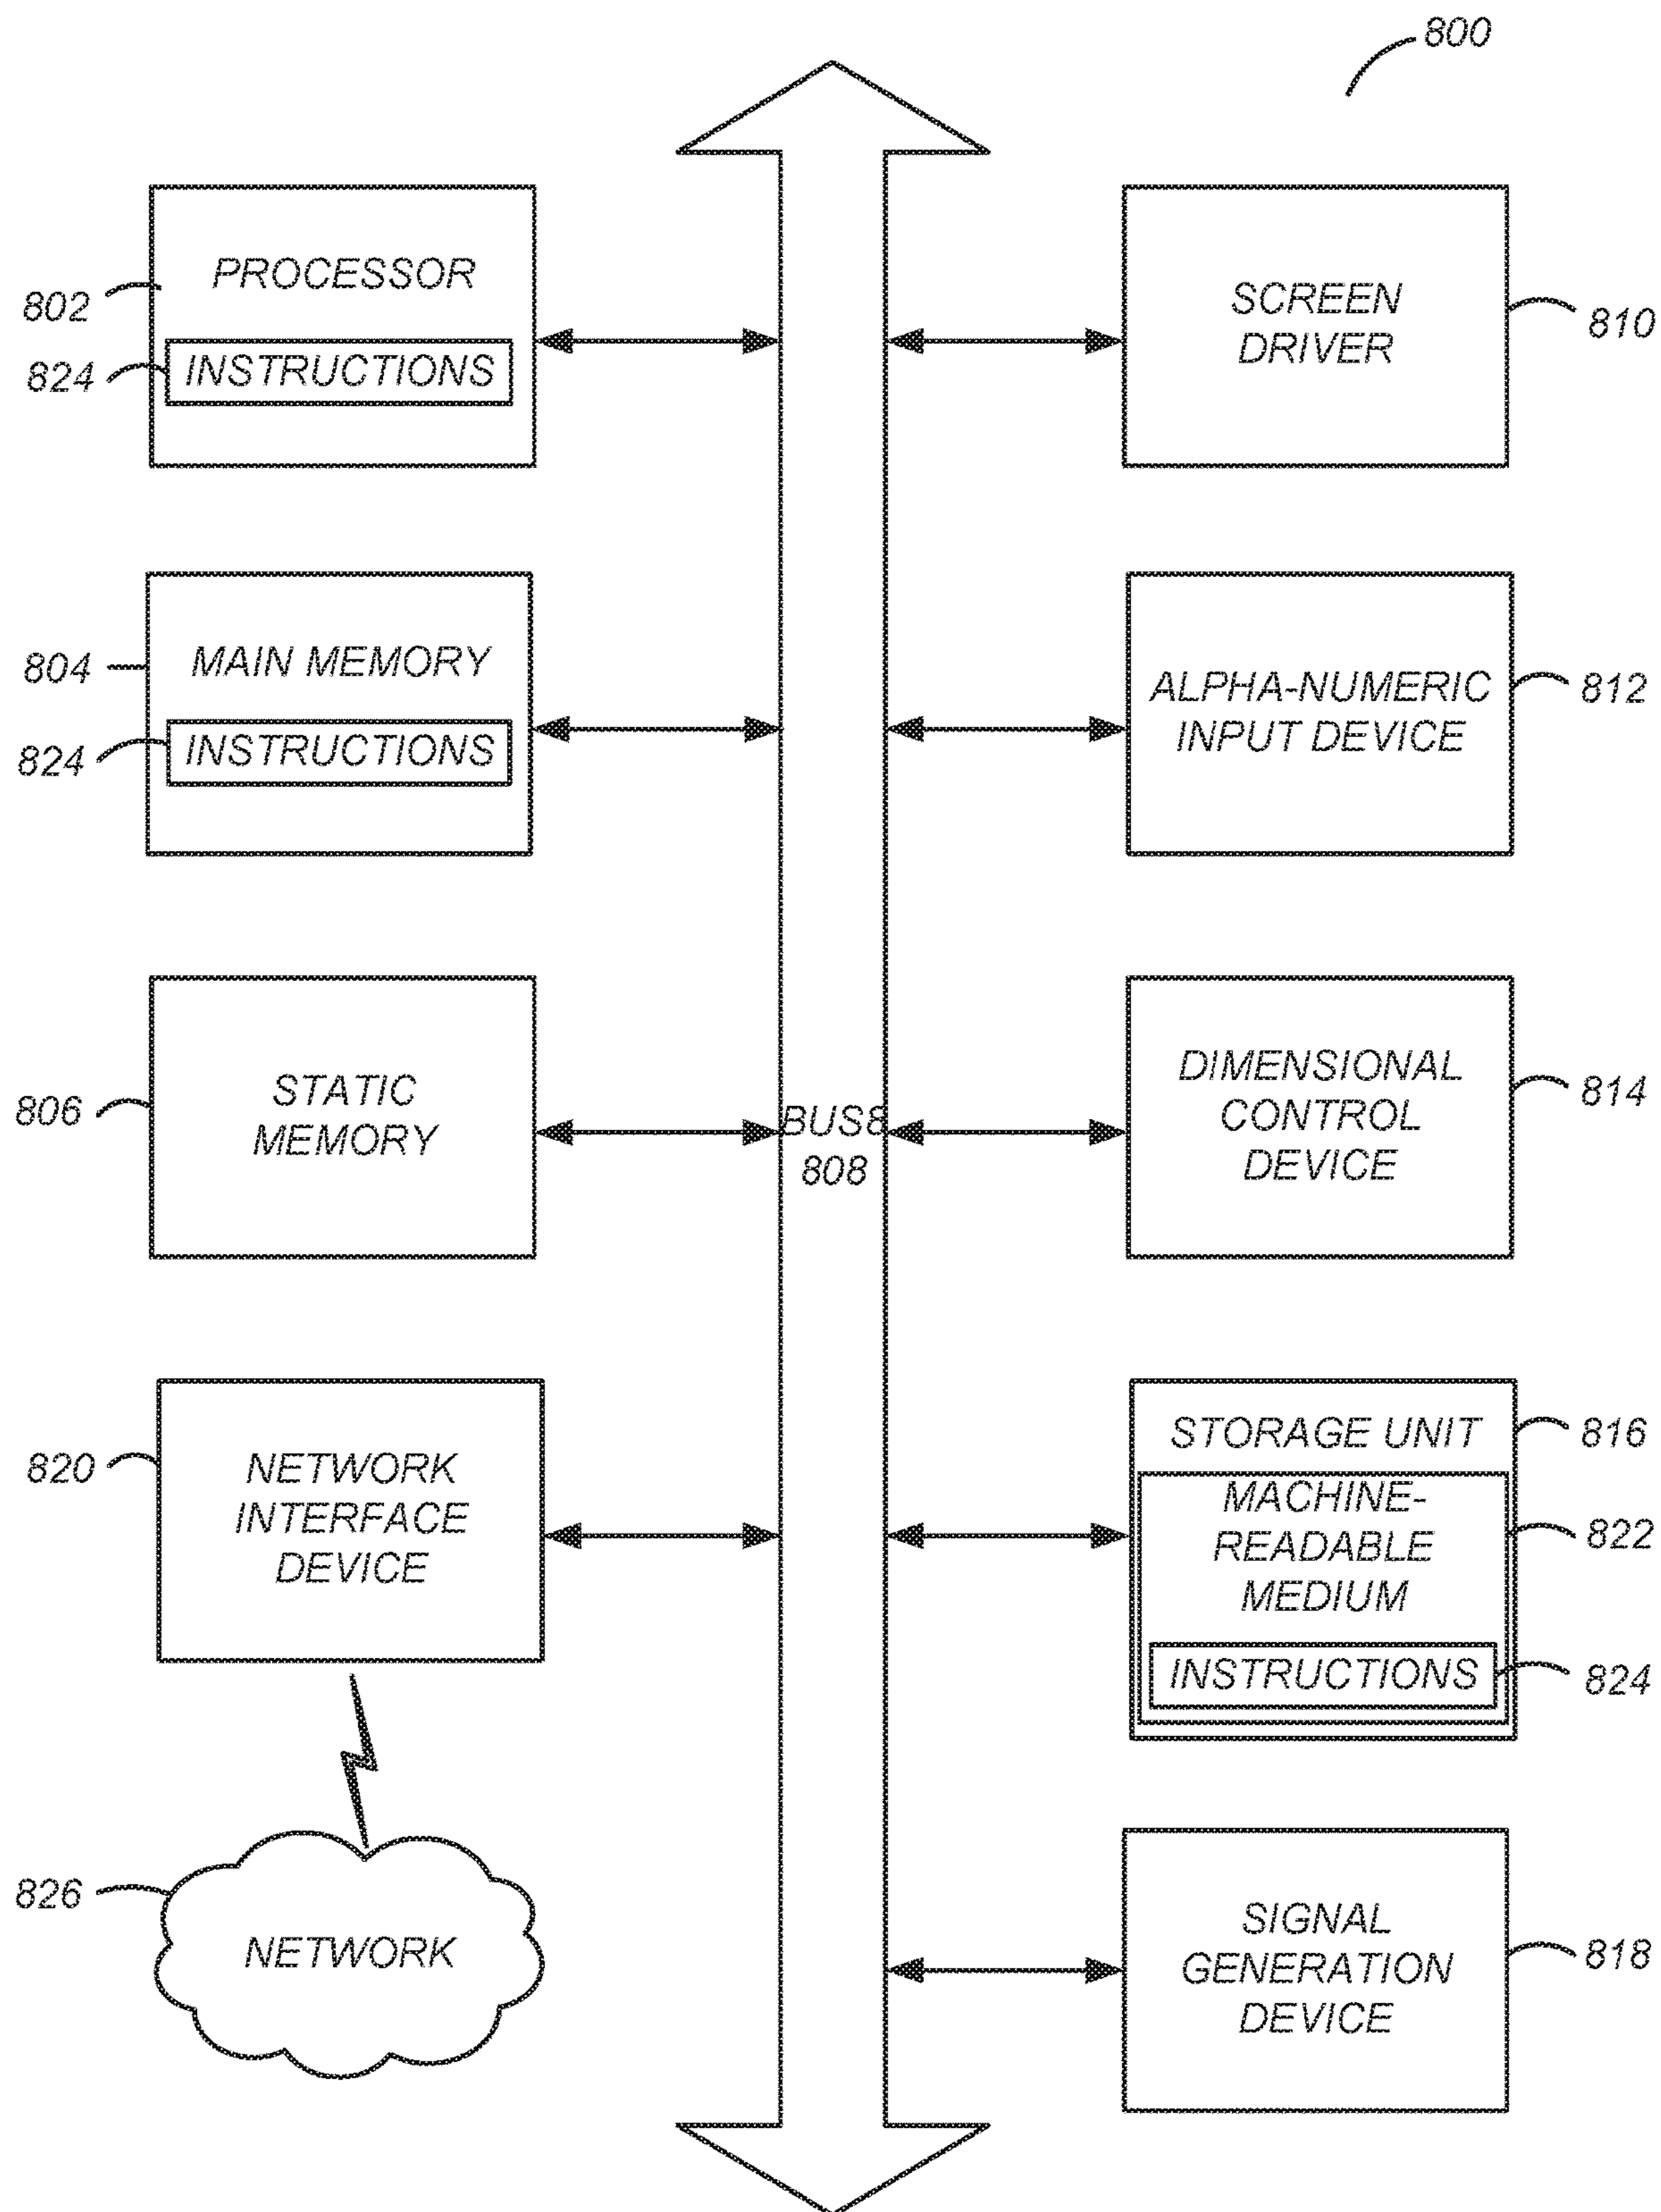 800
PROCESSOR
802
824
INSTRUCTIONS
SCREEN
DRIVER
810
MAIN MEMORY
804
824
INSTRUCTIONS
ALPHA-NUMERIC
INPUT DEVICE
812
STATIC
MEMORY
806
BUS8
808
DIMENSIONAL
CONTROL
DEVICE
814
NETWORK
INTERFACE
DEVICE
820
STORAGE UNIT
816
MACHINE-
READABLE
MEDIUM
822
INSTRUCTIONS
824
826
NETWORK
SIGNAL
GENERATION
DEVICE
818